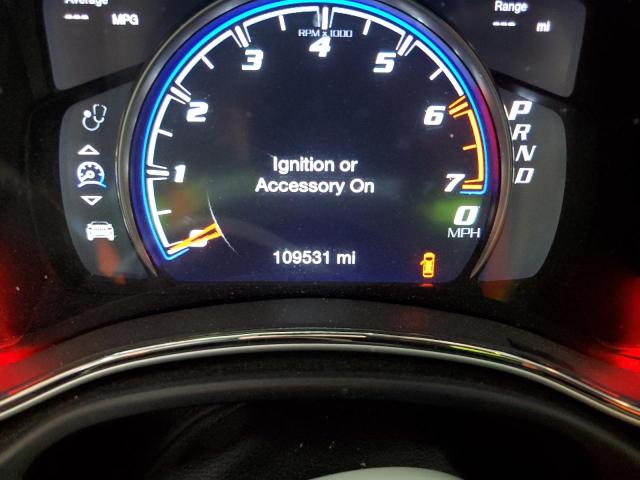 Average
--- MPG
Range
--- mi
RPM x 1000
1
2
3
4
5
6
7
Ignition or
Accessory On
0
MPH
109531 mi
P
R
N
D